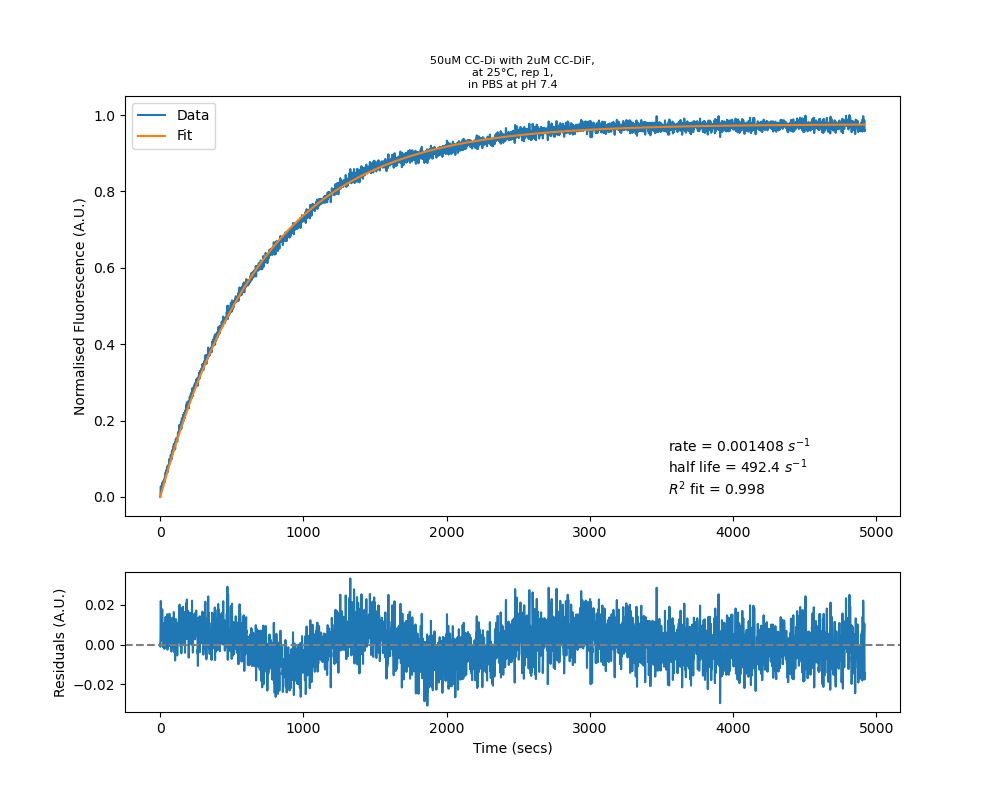 50uM CC-Di with 2uM CC-DiF,
at 25°C, rep 1,
in PBS at pH 7.4
Data
Fit
Normalised Fluorescence (A.U.)
1.0
0.8
0.6
0.4
0.2
0.0
rate = 0.001408 s⁻¹
half life = 492.4 s⁻¹
R² fit = 0.998
0 1000 2000 3000 4000 5000
Residuals (A.U.)
0.02
0.00
−0.02
0 1000 2000 3000 4000 5000
Time (secs)